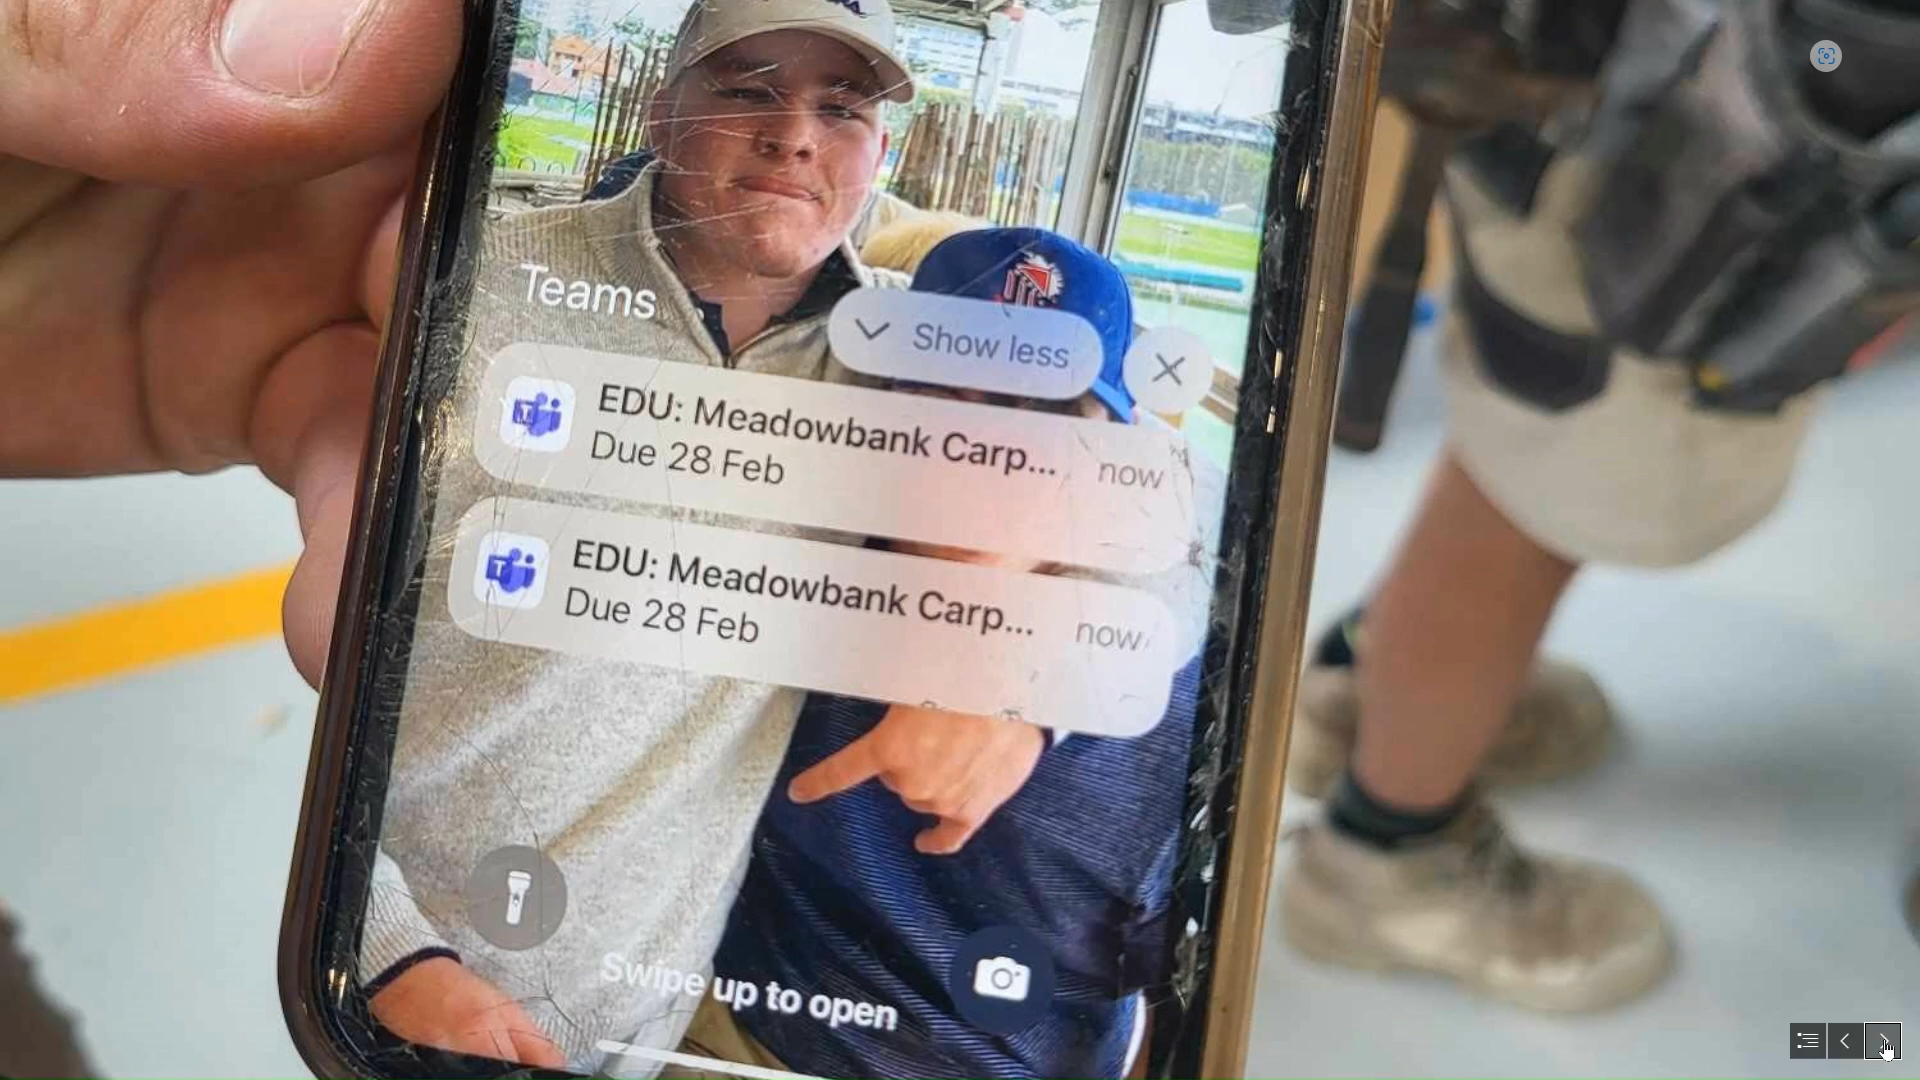 Teams
Show less
EDU: Meadowbank Carp...
now
Due 28 Feb
EDU: Meadowbank Carp...
now
Due 28 Feb
Swipe up to open